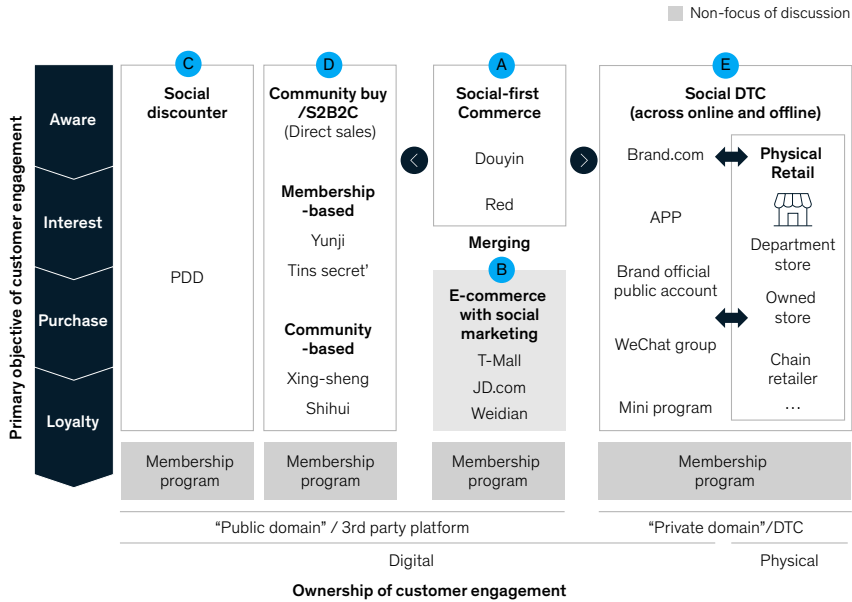 Non-focus of discussion
Primary objective of customer engagement
Aware
Interest
Purchase
Loyalty
C
Social
discounter
PDD
Membership
program
D
Community buy
/S2B2C
(Direct sales)
Membership
-based
Yunji
Tins secret’
Community
-based
Xing-sheng
Shihui
Membership
program
A
Social-first
Commerce
Douyin
Red
Merging
B
E-commerce
with social
marketing
T-Mall
JD.com
Weidian
Membership
program
E
Social DTC
(across online and offline)
Brand.com
APP
Brand official
public account
WeChat group
Mini program
Physical
Retail
Department
store
Owned
store
Chain
retailer
...
Membership
program
“Public domain” / 3rd party platform
“Private domain”/DTC
Digital
Physical
Ownership of customer engagement